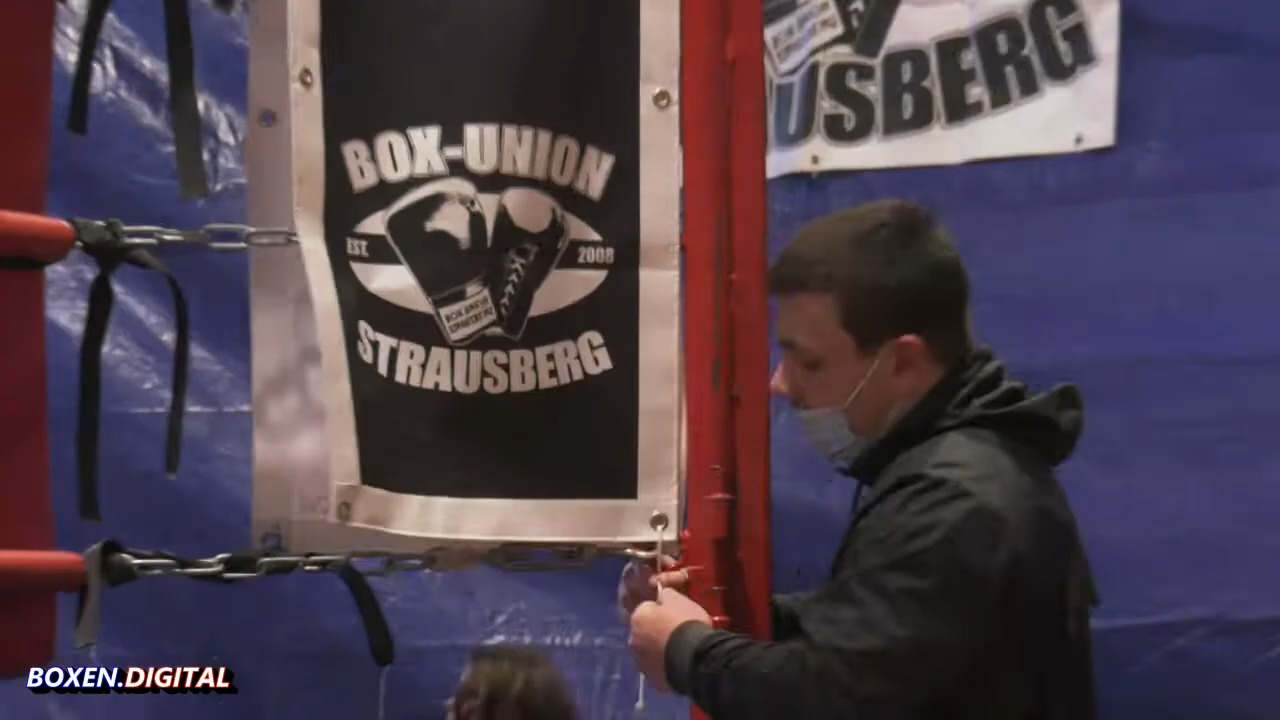 BOX-UNION
EST. 2008
STRAUSBERG
USBERG
BOXEN.DIGITAL